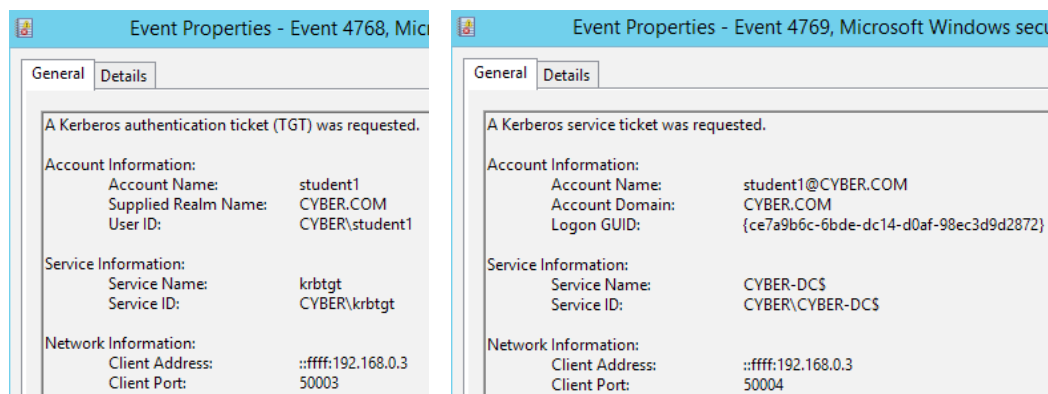 Event Properties - Event 4768, Mic
General Details
A Kerberos authentication ticket (TGT) was requested.
Account Information:
Account Name: student1
Supplied Realm Name: CYBER.COM
User ID: CYBER\student1
Service Information:
Service Name: krbtgt
Service ID: CYBER\krbtgt
Network Information:
Client Address: ::ffff:192.168.0.3
Client Port: 50003
Event Properties - Event 4769, Microsoft Windows secu
General Details
A Kerberos service ticket was requested.
Account Information:
Account Name: student1@CYBER.COM
Account Domain: CYBER.COM
Logon GUID: {ce7a9b6c-6bde-dc14-d0af-98ec3d9d2872}
Service Information:
Service Name: CYBER-DC$
Service ID: CYBER\CYBER-DC$
Network Information:
Client Address: ::ffff:192.168.0.3
Client Port: 50004